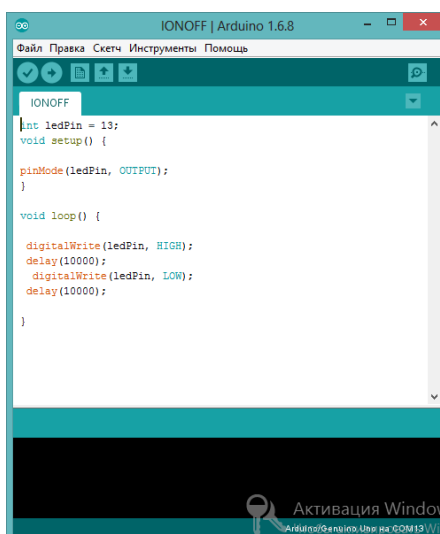 IONOFF | Arduino 1.6.8
Файл Правка Скетч Инструменты Помощь
IONOFF
int ledPin = 13;
void setup() {
pinMode(ledPin, OUTPUT);
}
void loop() {
digitalWrite(ledPin, HIGH);
delay(10000);
digitalWrite(ledPin, LOW);
delay(10000);
}
Активация Window
Arduino/Genuino Uno на COM13